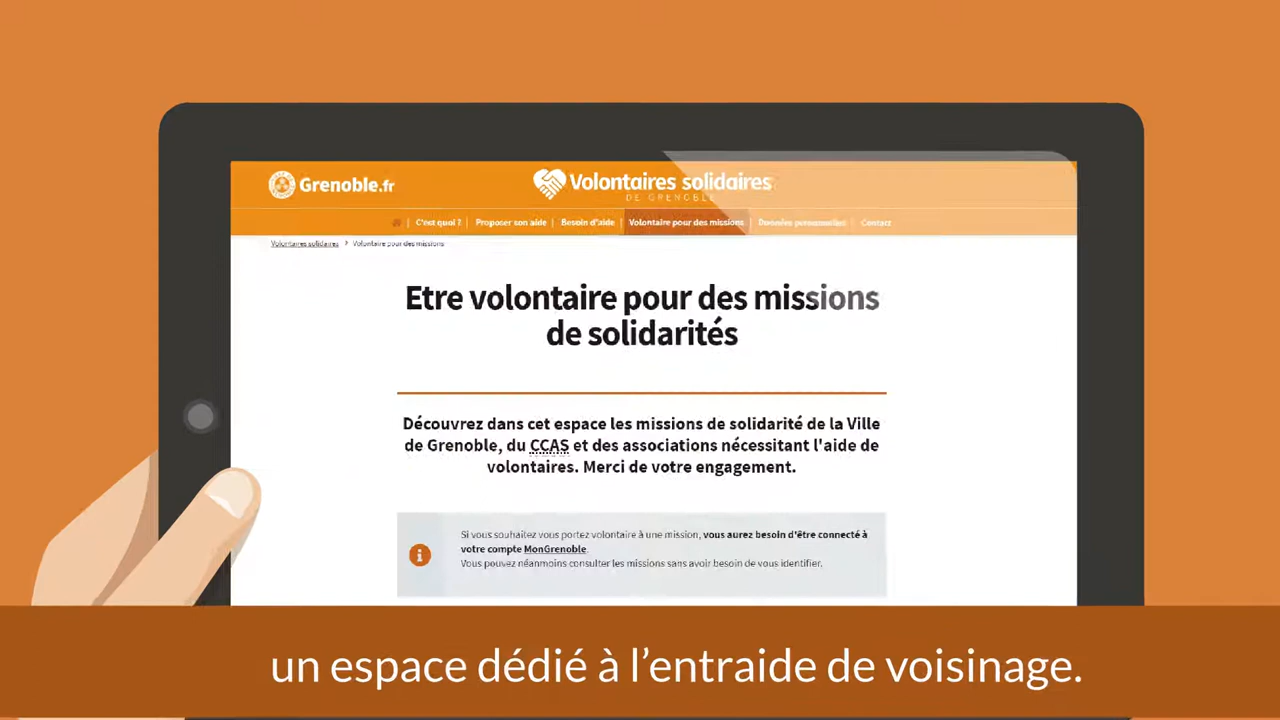 Grenoble.fr
Volontaires solidaires
DE GRENOBLE
C'est quoi ? | Proposer son aide | Besoin d'aide | Volontaire pour des missions | Données personnelles | Contact
Volontaires solidaires > Volontaire pour des missions
Etre volontaire pour des missions
de solidarités
Découvrez dans cet espace les missions de solidarité de la Ville
de Grenoble, du CCAS et des associations nécessitant l'aide de
volontaires. Merci de votre engagement.
Si vous souhaitez vous portez volontaire à une mission, vous aurez besoin d'être connecté à
votre compte MonGrenoble.
Vous pouvez néanmoins consulter les missions sans avoir besoin de vous identifier.
un espace dédié à l’entraide de voisinage.